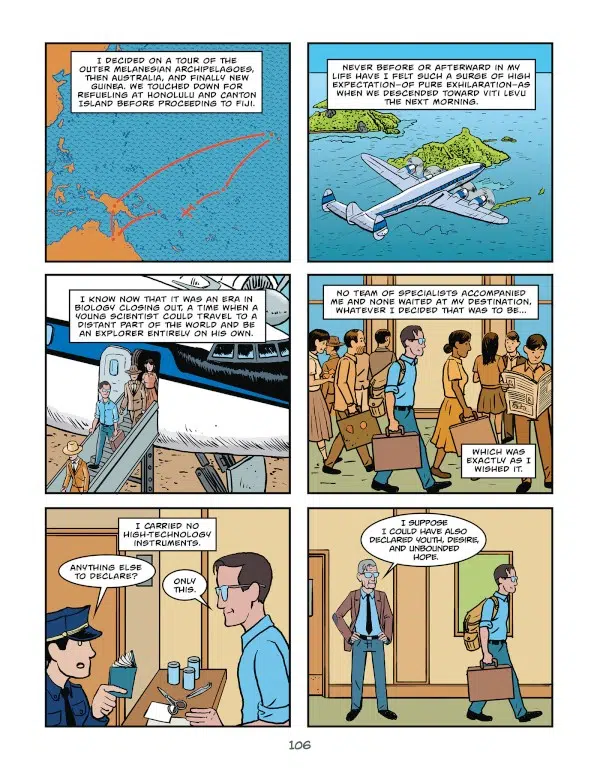 I DECIDED ON A TOUR OF THE
OUTER MELANESIAN ARCHIPELAGOES,
THEN AUSTRALIA, AND FINALLY NEW
GUINEA. WE TOUCHED DOWN FOR
REFUELING AT HONOLULU AND CANTON
ISLAND BEFORE PROCEEDING TO FIJI.
NEVER BEFORE OR AFTERWARD IN MY
LIFE HAVE I FELT SUCH A SURGE OF HIGH
EXPECTATION—OF PURE EXHILARATION—AS
WHEN WE DESCENDED TOWARD VITI LEVU
THE NEXT MORNING.
I KNOW NOW THAT IT WAS AN ERA IN
BIOLOGY CLOSING OUT, A TIME WHEN A
YOUNG SCIENTIST COULD TRAVEL TO A
DISTANT PART OF THE WORLD AND BE
AN EXPLORER ENTIRELY ON HIS OWN.
NO TEAM OF SPECIALISTS ACCOMPANIED
ME AND NONE WAITED AT MY DESTINATION,
WHATEVER I DECIDED THAT WAS TO BE...
WHICH WAS
EXACTLY AS I
WISHED IT.
I CARRIED NO
HIGH-TECHNOLOGY
INSTRUMENTS.
ANYTHING ELSE
TO DECLARE?
ONLY
THIS.
I SUPPOSE
I COULD HAVE ALSO
DECLARED YOUTH, DESIRE,
AND UNBOUNDED
HOPE.
106